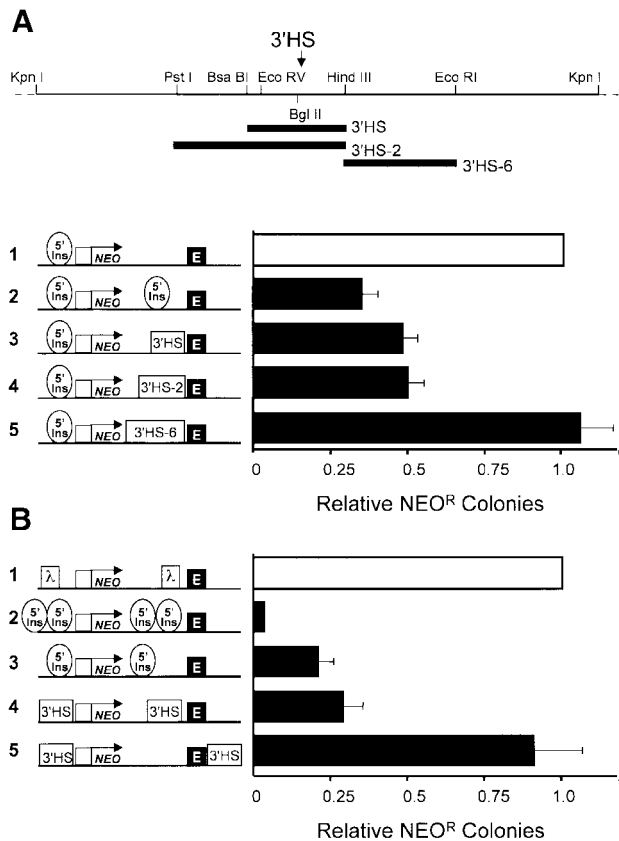 A
3'HS
Kpn I Pst I Bsa BI Eco RV Hind III Eco RI Kpn I
Bgl II
3'HS
3'HS-2
3'HS-6
1 5' Ins NEO E
2 5' Ins NEO 5' Ins E
3 5' Ins NEO 3'HS E
4 5' Ins NEO 3'HS-2 E
5 5' Ins NEO 3'HS-6 E
0 0.25 0.5 0.75 1.0
Relative NEOᴿ Colonies
B
1 λ NEO λ E
2 5' Ins 5' Ins NEO 5' Ins 5' Ins E
3 5' Ins NEO 5' Ins E
4 3'HS NEO 3'HS E
5 3'HS NEO E 3'HS
0 0.25 0.5 0.75 1.0
Relative NEOᴿ Colonies